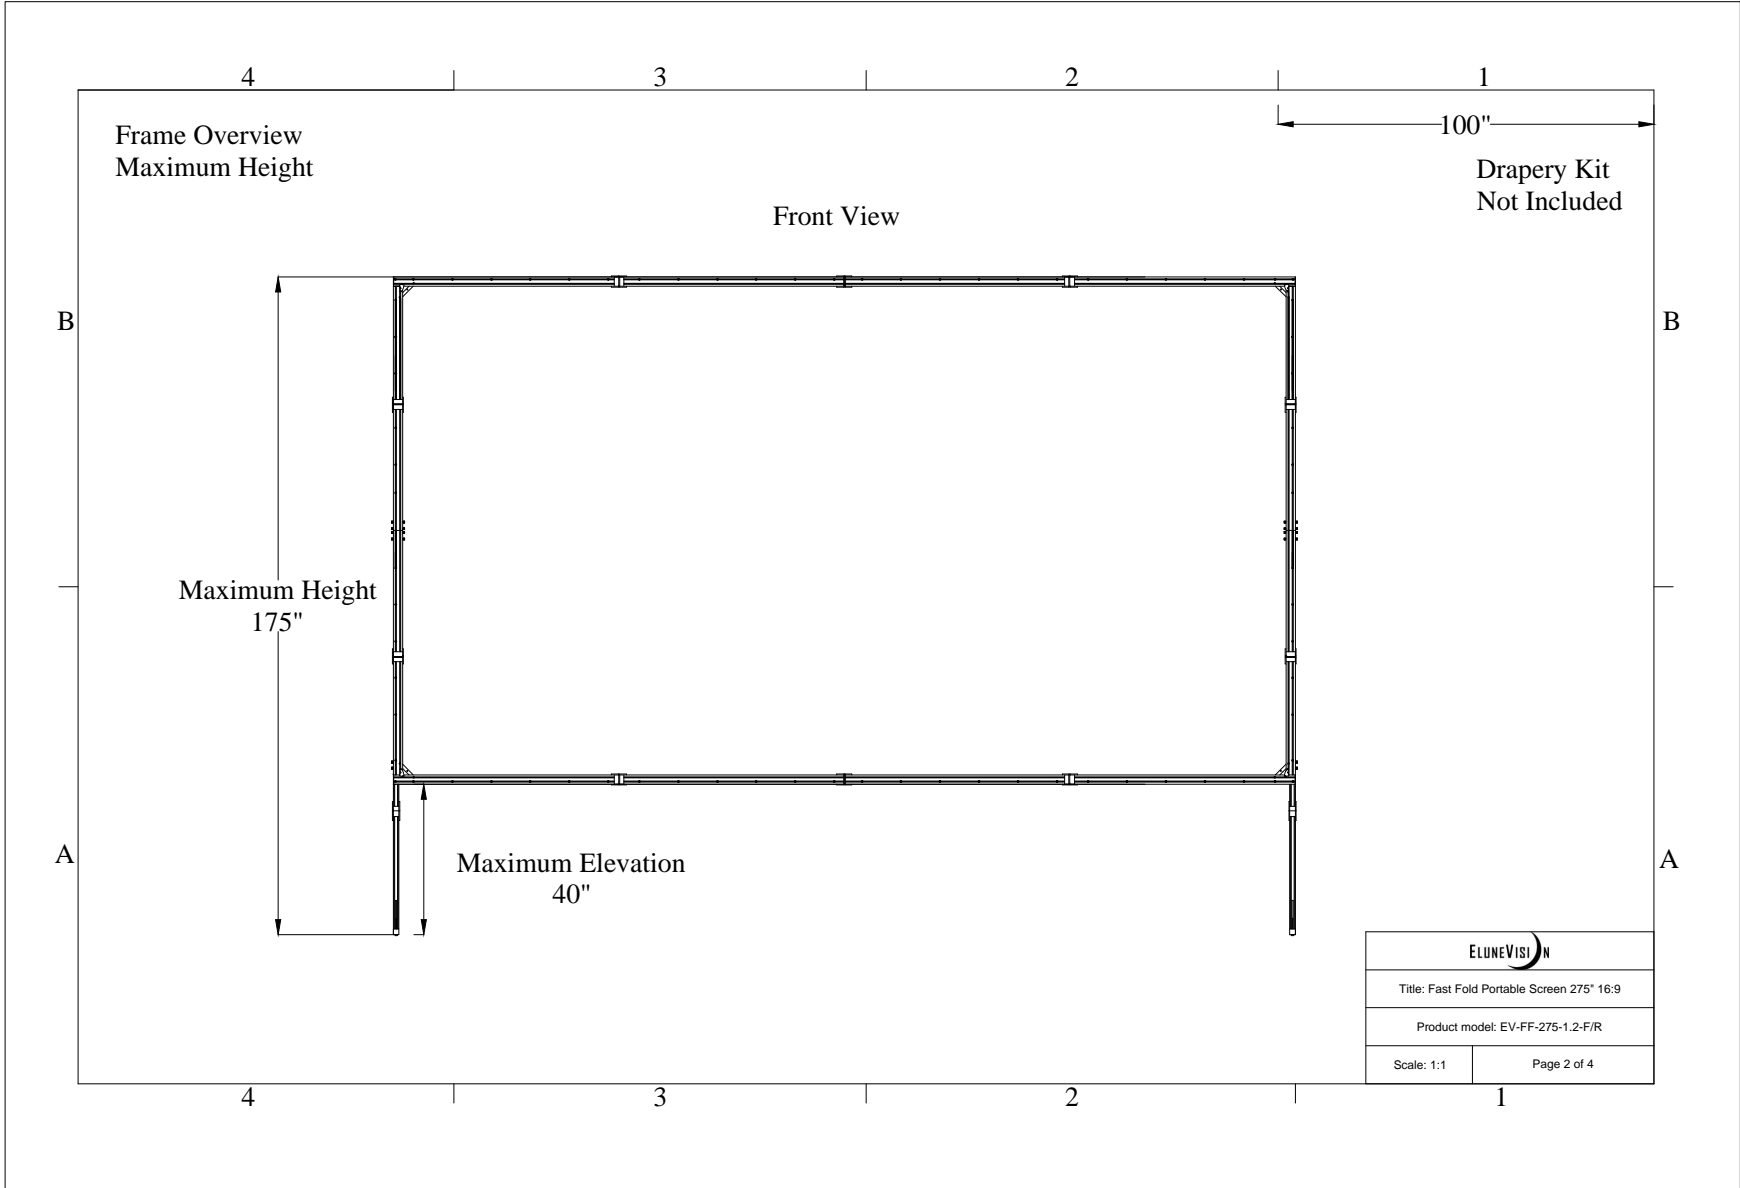 4 3 2 1
Frame Overview
Maximum Height
100"
Drapery Kit
Not Included
Front View
B B
Maximum Height
175"
A A
Maximum Elevation
40"
ELUNEVISION
Title: Fast Fold Portable Screen 275" 16:9
Product model: EV-FF-275-1.2-F/R
Scale: 1:1 Page 2 of 4
4 3 2 1